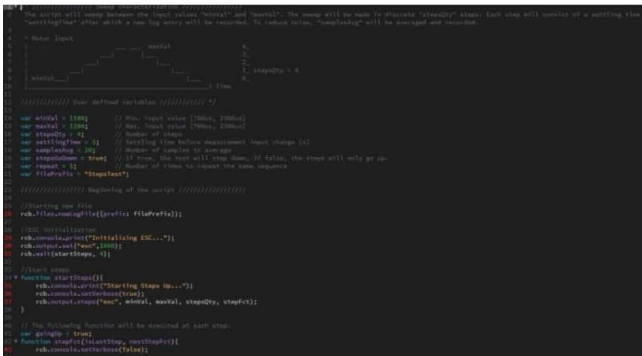 ///////////// Sweep Characterization /////////////////
The script will sweep between the input values "minVal" and "maxVal". The sweep will be made in discrete "stepsQty" steps. Each step will consist of a settling time
"settlingTime" after which a new log entry will be recorded. To reduce noise, "samplesAvg" will be averaged and recorded.
^ Motor Input
maxVal
stepsQty = 4
minVal
Time
///////////// User defined variables //////////// */
var minVal =
// Min. input value [700us, 2300us]
var maxVal =
// Max. input value [700us, 2300us]
var stepsQty =
// Number of steps
var settlingTime =
// Settling time before measurement input change [s]
var samplesAvg = 20;
// Number of samples to average
var stepsGoDown = true; // If true, the test will step down, if false, the steps will only go up.
var repeat = 1;
// Number of times to repeat the same sequence
var filePrefix = "StepsTest";
///////////////// Beginning of the script //////////////////
//Starting new file
rcb.files.newLogFile({prefix: filePrefix});
//ESC initialization
rcb.console.print("Initializing ESC...");
rcb.output.set("esc",1000);
rcb.wait(startSteps, 4);
//Start steps
function startSteps(){
rcb.console.print("Starting Steps Up...");
rcb.console.setVerbose(true);
rcb.output.steps("esc", minVal, maxVal, stepsQty, stepFct);
}
// The following function will be executed at each step.
var goingUp = true;
function stepFct(isLastStep, nextStepFct){
rcb.console.setVerbose(false);